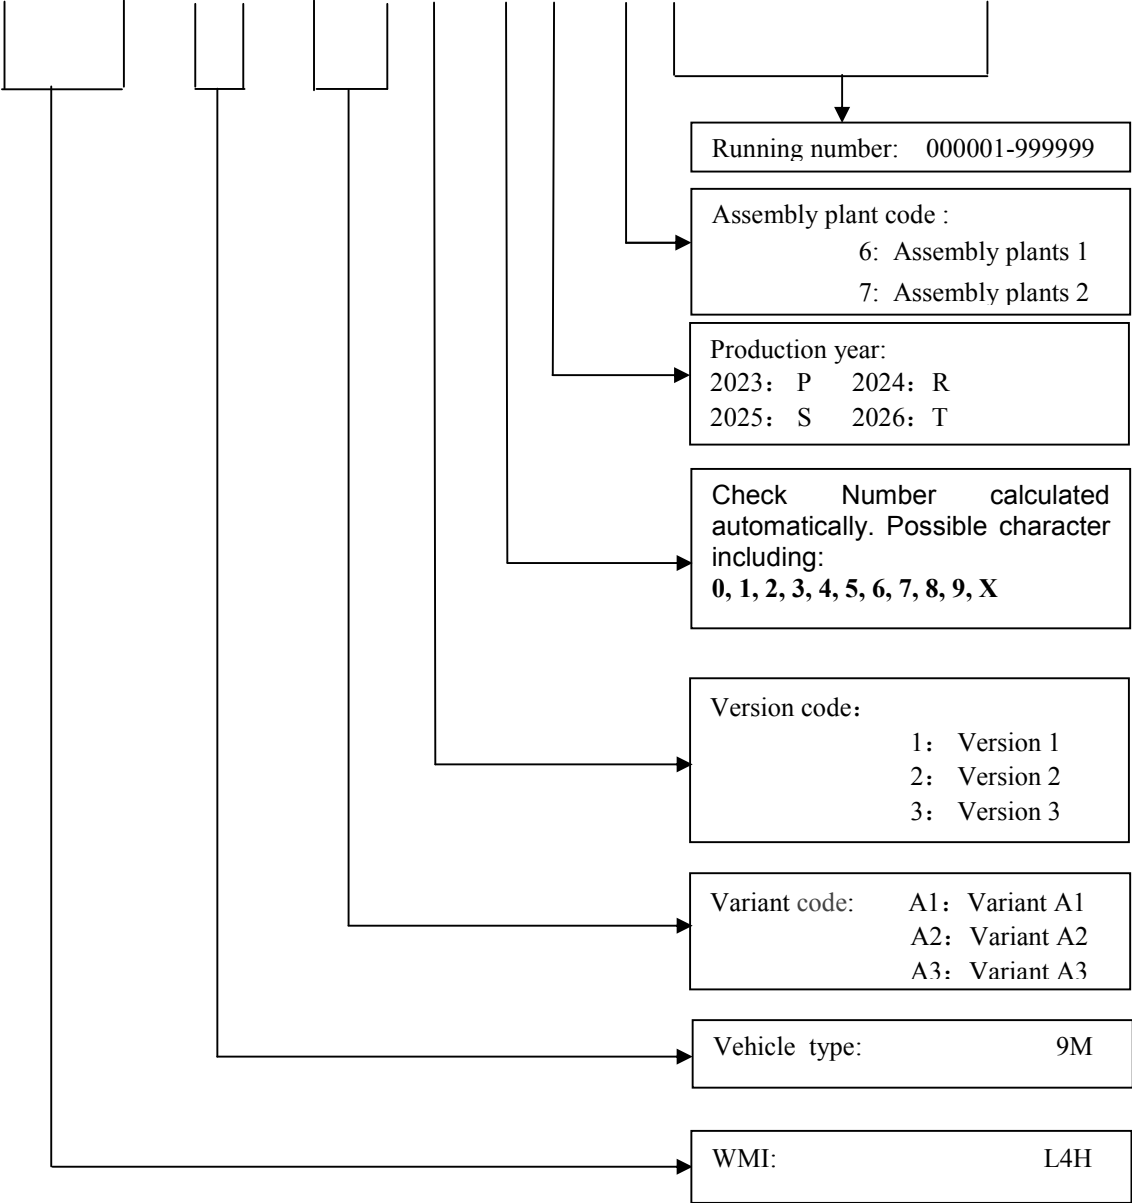 Running number: 000001-999999
Assembly plant code :
6: Assembly plants 1
7: Assembly plants 2
Production year:
2023： P 2024：R
2025： S 2026：T
Check Number calculated
automatically. Possible character
including:
0, 1, 2, 3, 4, 5, 6, 7, 8, 9, X
Version code：
1： Version 1
2： Version 2
3： Version 3
Variant code: A1：Variant A1
A2：Variant A2
A3：Variant A3
Vehicle type: 9M
WMI: L4H